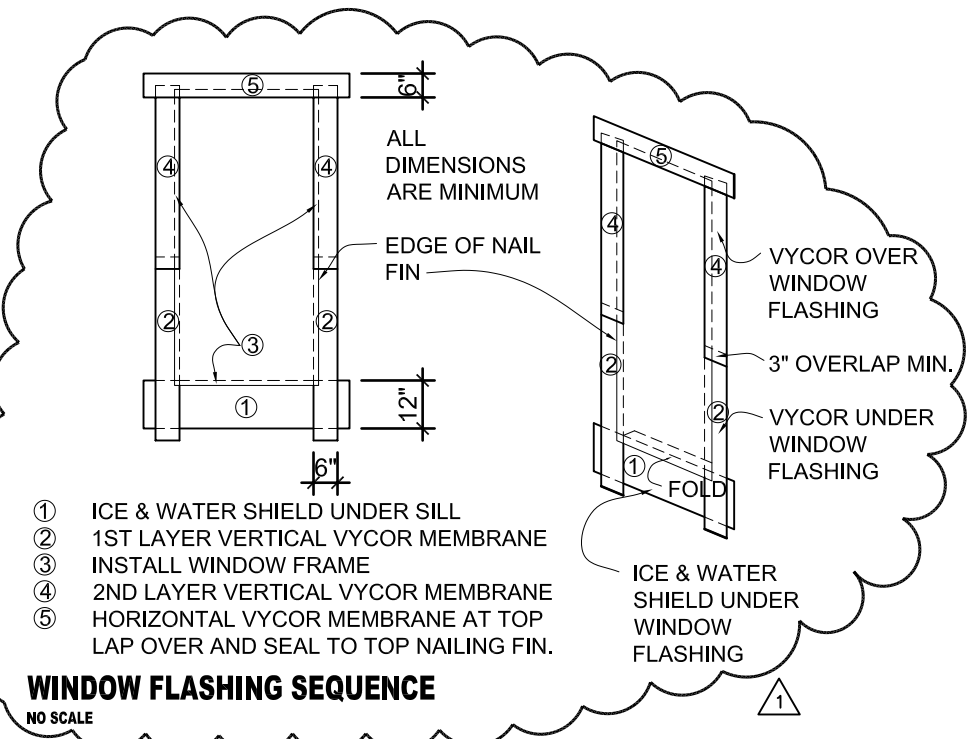 ⑤
6"
④
④
ALL
DIMENSIONS
ARE MINIMUM
EDGE OF NAIL
FIN
②
②
③
①
12"
6"
⑤
④
④
VYCOR OVER
WINDOW
FLASHING
3" OVERLAP MIN.
②
②
VYCOR UNDER
WINDOW
FLASHING
①
FOLD
ICE & WATER
SHIELD UNDER
WINDOW
FLASHING
① ICE & WATER SHIELD UNDER SILL
② 1ST LAYER VERTICAL VYCOR MEMBRANE
③ INSTALL WINDOW FRAME
④ 2ND LAYER VERTICAL VYCOR MEMBRANE
⑤ HORIZONTAL VYCOR MEMBRANE AT TOP
LAP OVER AND SEAL TO TOP NAILING FIN.
WINDOW FLASHING SEQUENCE
NO SCALE
1